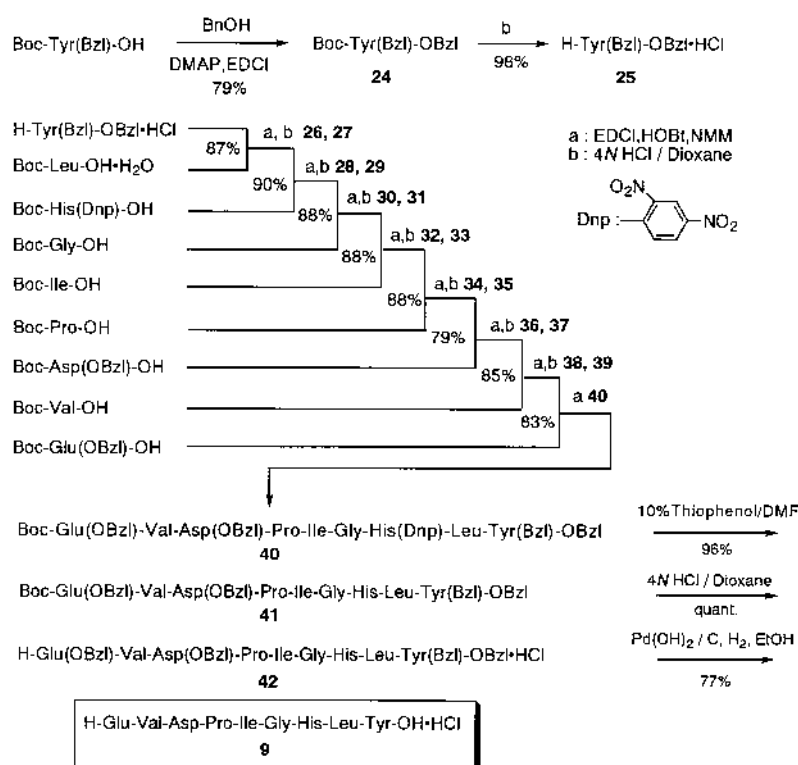 Boc-Tyr(Bzl)-OH
BnOH
DMAP,EDCl
79%
Boc-Tyr(Bzl)-OBzl
24
b
98%
H-Tyr(Bzl)-OBzl•HCl
25
H-Tyr(Bzl)-OBzl•HCl
87%
a, b 26, 27
Boc-Leu-OH•H2O
90%
a,b 28, 29
Boc-His(Dnp)-OH
88%
a,b 30, 31
Boc-Gly-OH
88%
a,b 32, 33
Boc-Ile-OH
88%
a,b 34, 35
Boc-Pro-OH
79%
a,b 36, 37
Boc-Asp(OBzl)-OH
85%
a,b 38, 39
Boc-Val-OH
83%
a 40
Boc-Glu(OBzl)-OH
a : EDCl,HOBt,NMM
b : 4N HCl / Dioxane
O2N
Dnp :
NO2
Boc-Glu(OBzl)-Val-Asp(OBzl)-Pro-Ile-Gly-His(Dnp)-Leu-Tyr(Bzl)-OBzl
40
10%Thiophenol/DMF
96%
Boc-Glu(OBzl)-Val-Asp(OBzl)-Pro-Ile-Gly-His-Leu-Tyr(Bzl)-OBzl
41
4N HCl / Dioxane
quant.
H-Glu(OBzl)-Val-Asp(OBzl)-Pro-Ile-Gly-His-Leu-Tyr(Bzl)-OBzl•HCl
42
Pd(OH)2 / C, H2, EtOH
77%
H-Glu-Val-Asp-Pro-Ile-Gly-His-Leu-Tyr-OH•HCl
9